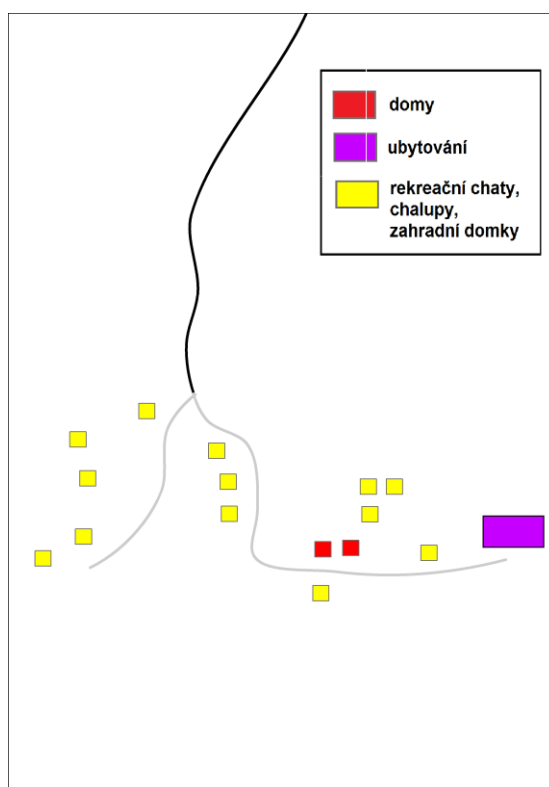 domy
ubytování
rekreační chaty,
chalupy,
zahradní domky